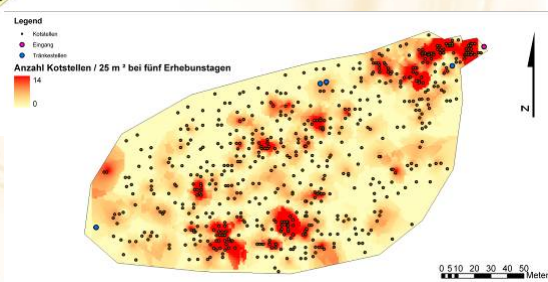 Legend
Kotstellen
Eingang
Tränkestellen
Anzahl Kotstellen / 25 m ² bei fünf Erhebunstagen
14
0
N
0 5 10 20 30 40 50
Meter